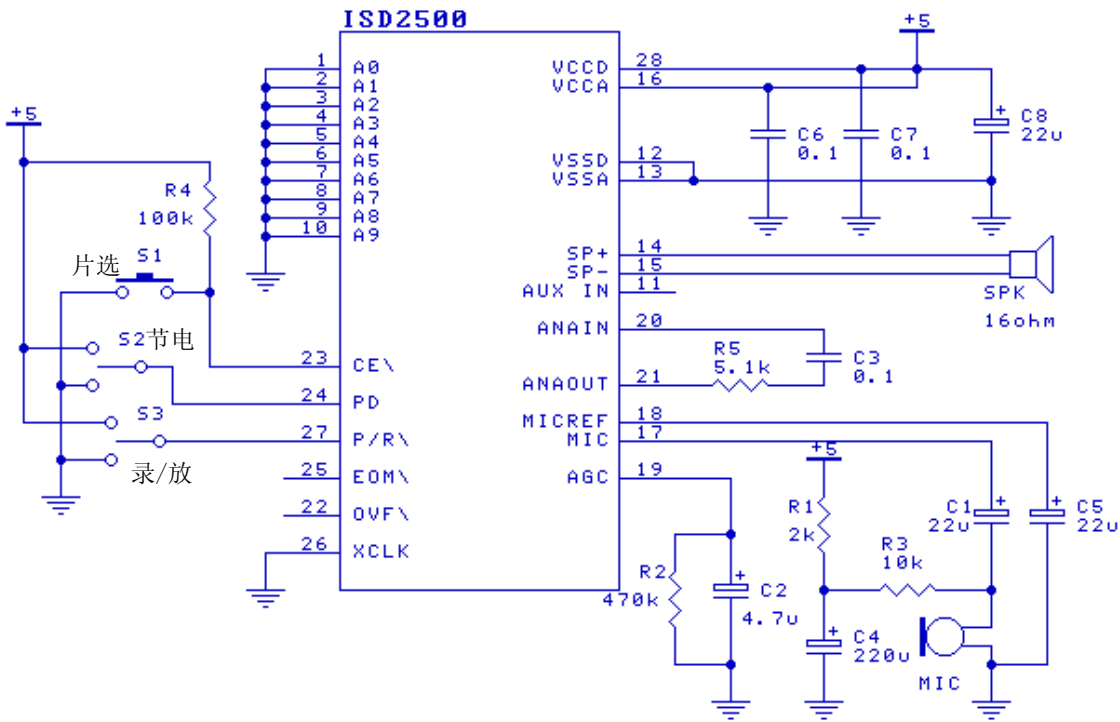 ISD2500
+5
1 A0 VCCD 28
2 A1 VCCA 16
3 A2
4 A3
5 A4
6 A5 VSSD 12
7 A6 VSSA 13
8 A7
9 A8
10 A9
+5
R4
100k
S1
片选
S2节电
S3
录/放
C6
0.1
C7
0.1
C8
22u
+
SP+ 14
SP- 15
AUX IN 11
SPK
16ohm
ANAIN 20
R5
5.1k
C3
0.1
23 CE\
ANAOUT 21
24 PD
MICREF 18
27 P/R\ MIC 17
25 EOM\ AGC 19
22 OVF\
26 XCLK
+5
R1
2k
C1
22u
+
C5
22u
+
R3
10k
R2
470k
C2
4.7u
+
C4
220u
+
MIC